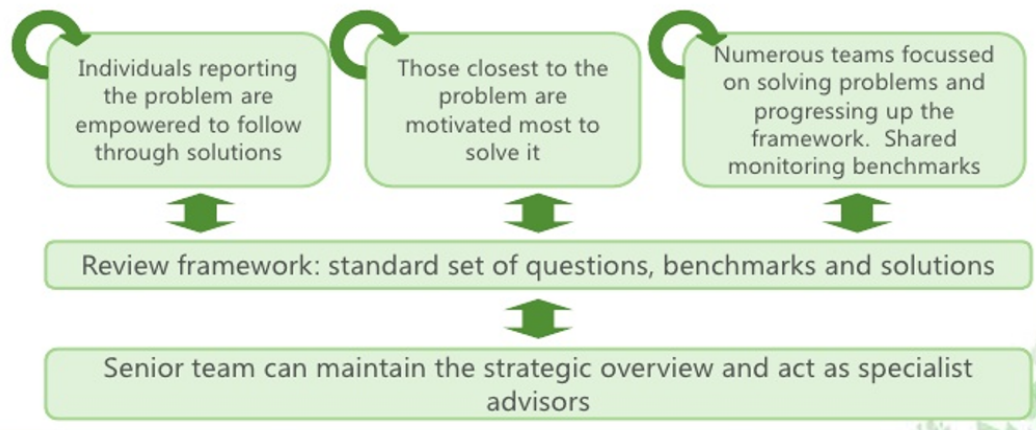 Individuals reporting
the problem are
empowered to follow
through solutions
Those closest to the
problem are
motivated most to
solve it
Numerous teams focussed
on solving problems and
progressing up the
framework.  Shared
monitoring benchmarks
Review framework: standard set of questions, benchmarks and solutions
Senior team can maintain the strategic overview and act as specialist
advisors